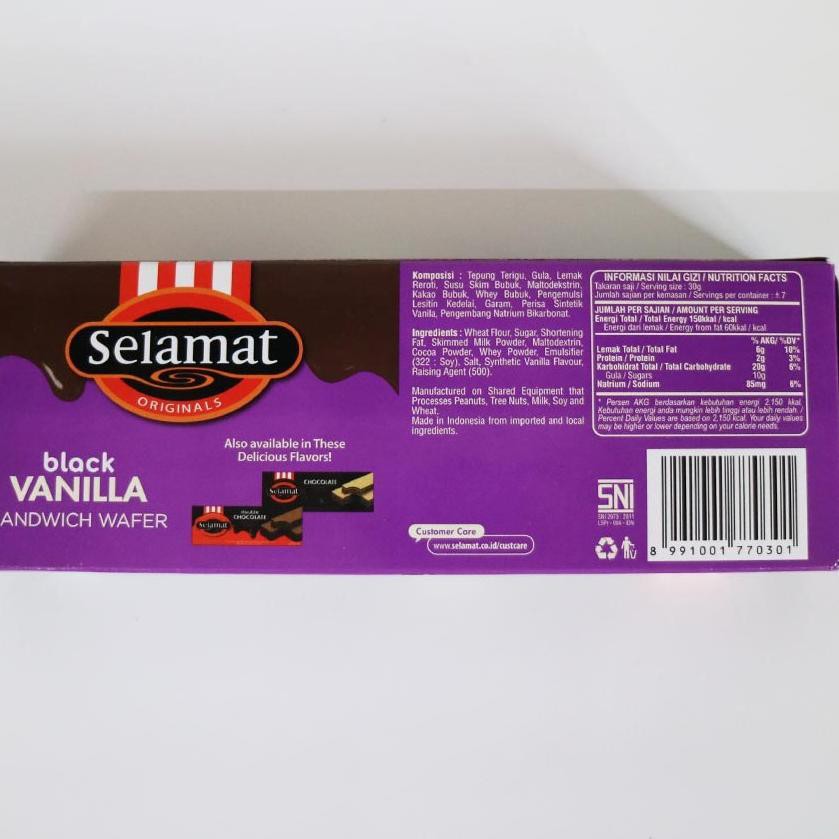 Selamat
ORIGINALS
black
VANILLA
ANDWICH WAFER
Also available in These
Delicious Flavors!
Selamat
CHOCOLATE
Selamat
double
CHOCOLATE
Komposisi : Tepung Terigu, Gula, Lemak
Reroti, Susu Skim Bubuk, Maltodekstrin,
Kakao Bubuk, Whey Bubuk, Pengemulsi
Lesitin Kedelai, Garam, Perisa Sintetik
Vanila, Pengembang Natrium Bikarbonat.
Ingredients : Wheat Flour, Sugar, Shortening
Fat, Skimmed Milk Powder, Maltodextrin,
Cocoa Powder, Whey Powder, Emulsifier
(322 ; Soy), Salt, Synthetic Vanilla Flavour,
Raising Agent (500).
Manufactured on Shared Equipment that
Processes Peanuts, Tree Nuts, Milk, Soy and
Wheat.
Made in Indonesia from imported and local
ingredients.
Customer Care
www.selamat.co.id/custcare
INFORMASI NILAI GIZI / NUTRITION FACTS
Takaran saji / Serving size : 30g
Jumlah sajian per kemasan / Servings per container : ± 7
JUMLAH PER SAJIAN / AMOUNT PER SERVING
Energi Total / Total Energy 150kkal / kcal
Energi dari lemak / Energy from fat 60kkal / kcal
% AKG/ %DV*
Lemak Total / Total Fat 6g 10%
Protein / Protein 2g 3%
Karbohidrat Total / Total Carbohydrate 20g 6%
Gula / Sugars 10g
Natrium / Sodium 85mg 6%
* Persen AKG berdasarkan kebutuhan energi 2.150 kkal.
Kebutuhan energi anda mungkin lebih tinggi atau lebih rendah. /
Percent Daily Values are based on 2,150 kcal. Your daily values
may be higher or lower depending on your calorie needs.
SNI
SNI 2973 : 2011
8 991001 770301